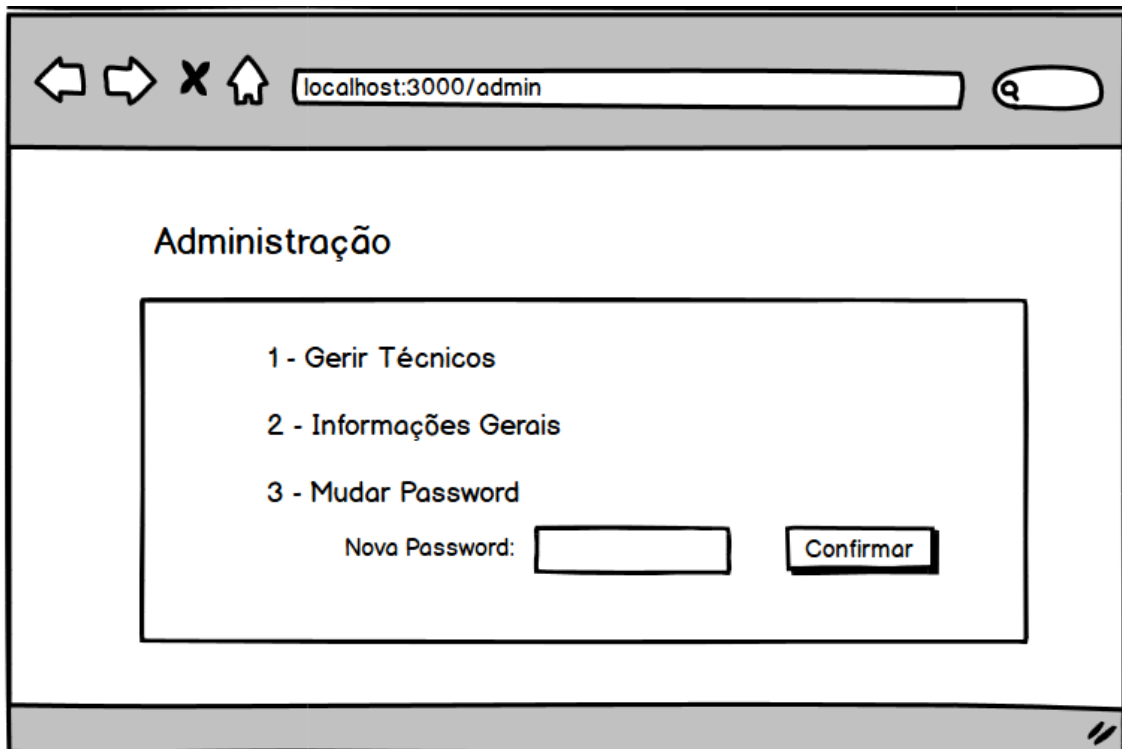 localhost:3000/admin
Administração
1 - Gerir Técnicos
2 - Informações Gerais
3 - Mudar Password
Nova Password: Confirmar